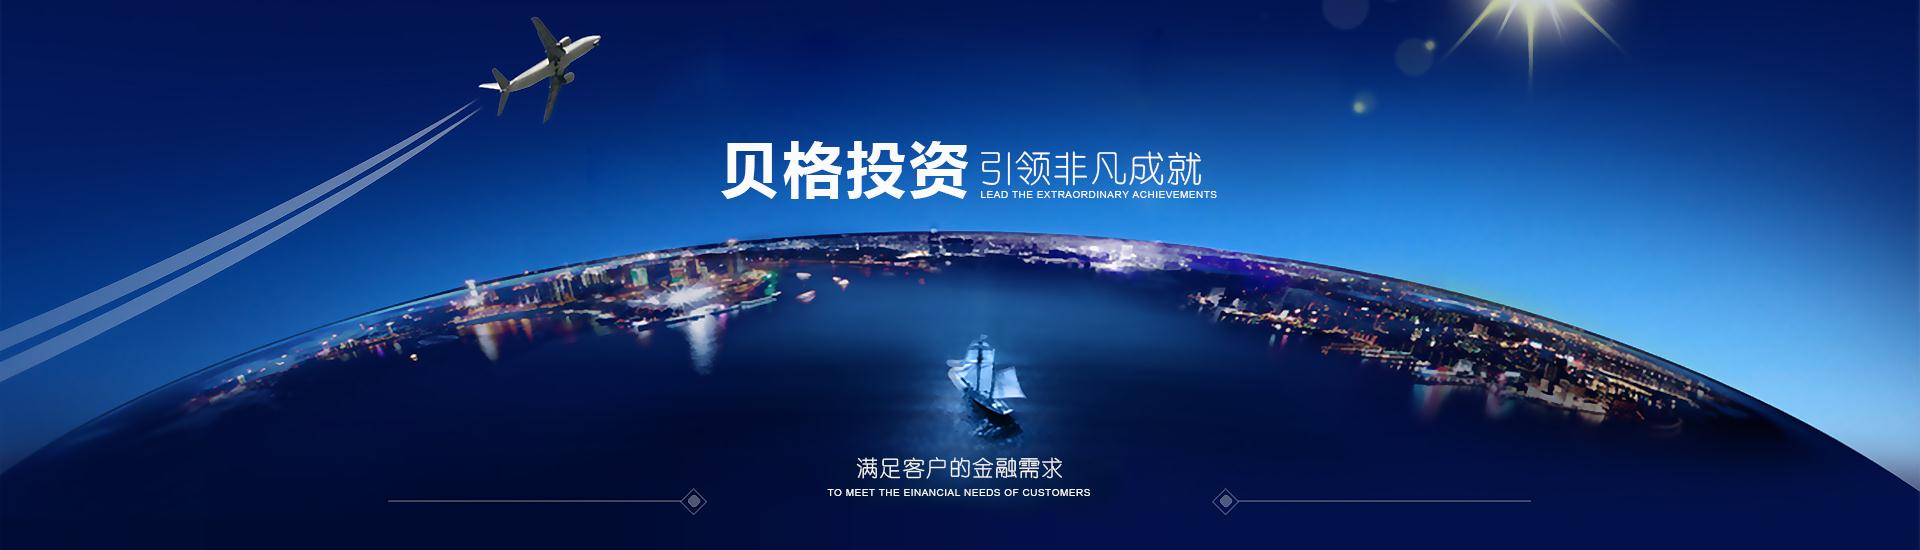 贝格投资 引领非凡成就
LEAD THE EXTRAORDINARY ACHIEVEMENTS
满足客户的金融需求
TO MEET THE EINANCIAL NEEDS OF CUSTOMERS